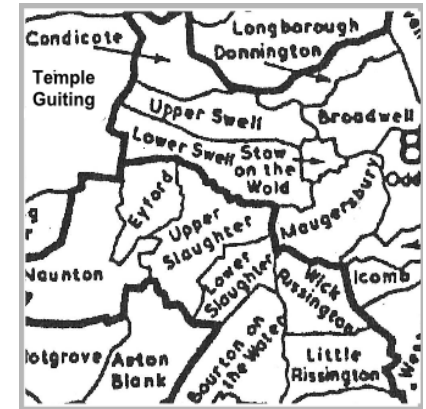 Condicote
Longborough
Donnington
Temple
Guiting
Upper Swell
Broadwell
Lower Swell
Stow
on the
Wold
Maugersbury
Eyford
Upper
Slaughter
Lower
Slaughter
Naunton
Wick
Rissington
Icomb
Aston
Blank
Bourton on
the Water
Little
Rissington